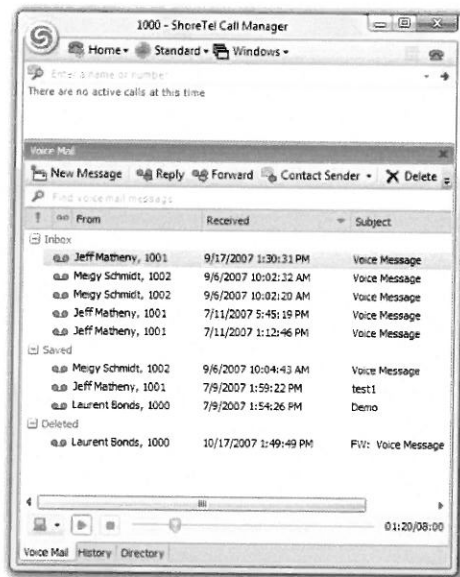 1000 - ShoreTel Call Manager
Home Standard Windows
Enter a name or number
There are no active calls at this time
Voice Mail
New Message Reply Forward Contact Sender Delete
Find voicemail message
! From Received Subject
Inbox
Jeff Matheny, 1001 9/17/2007 1:30:31 PM Voice Message
Meigy Schmidt, 1002 9/6/2007 10:02:32 AM Voice Message
Meigy Schmidt, 1002 9/6/2007 10:02:20 AM Voice Message
Jeff Matheny, 1001 7/11/2007 5:45:19 PM Voice Message
Jeff Matheny, 1001 7/11/2007 1:12:46 PM Voice Message
Saved
Meigy Schmidt, 1002 9/6/2007 10:04:43 AM Voice Message
Jeff Matheny, 1001 7/9/2007 1:59:22 PM test1
Laurent Bonds, 1000 7/9/2007 1:54:26 PM Demo
Deleted
Laurent Bonds, 1000 10/17/2007 1:49:49 PM FW: Voice Message
01:20/08:00
Voice Mail History Directory